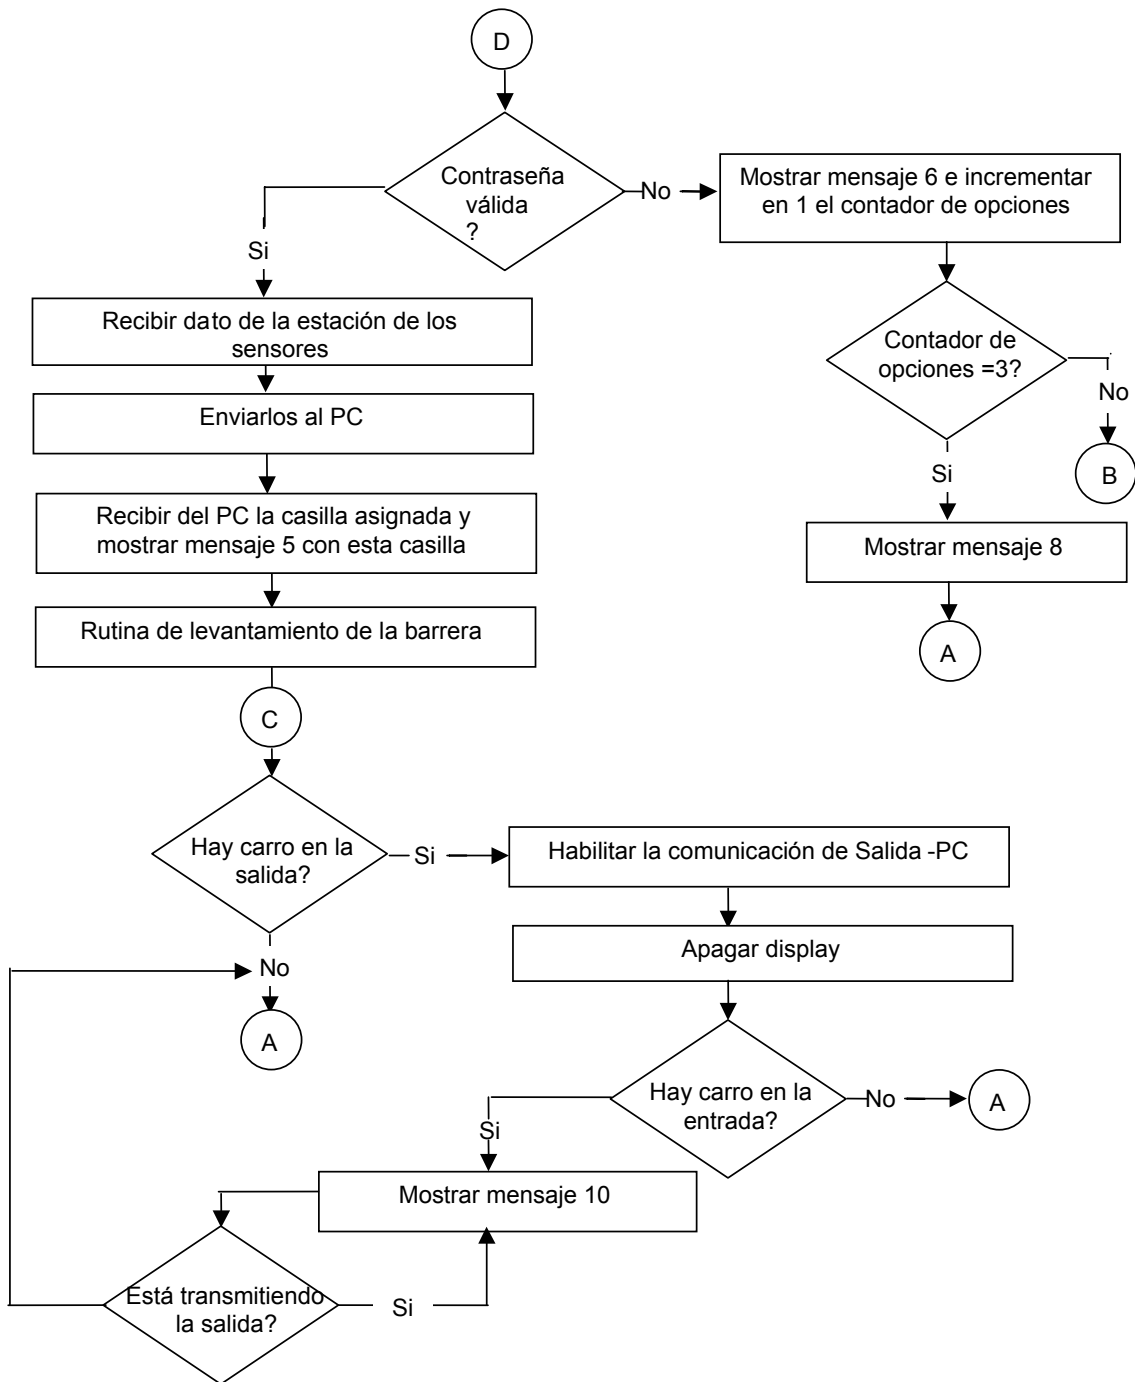 D
Contraseña
válida
?
No
Mostrar mensaje 6 e incrementar
en 1 el contador de opciones
Si
Recibir dato de la estación de los
sensores
Contador de
opciones =3?
No
Enviarlos al PC
Si
B
Recibir del PC la casilla asignada y
mostrar mensaje 5 con esta casilla
Mostrar mensaje 8
Rutina de levantamiento de la barrera
A
C
Hay carro en la
salida?
Si
Habilitar la comunicación de Salida -PC
Apagar display
No
A
Hay carro en la
entrada?
No
A
Si
Mostrar mensaje 10
Está transmitiendo
la salida?
Si